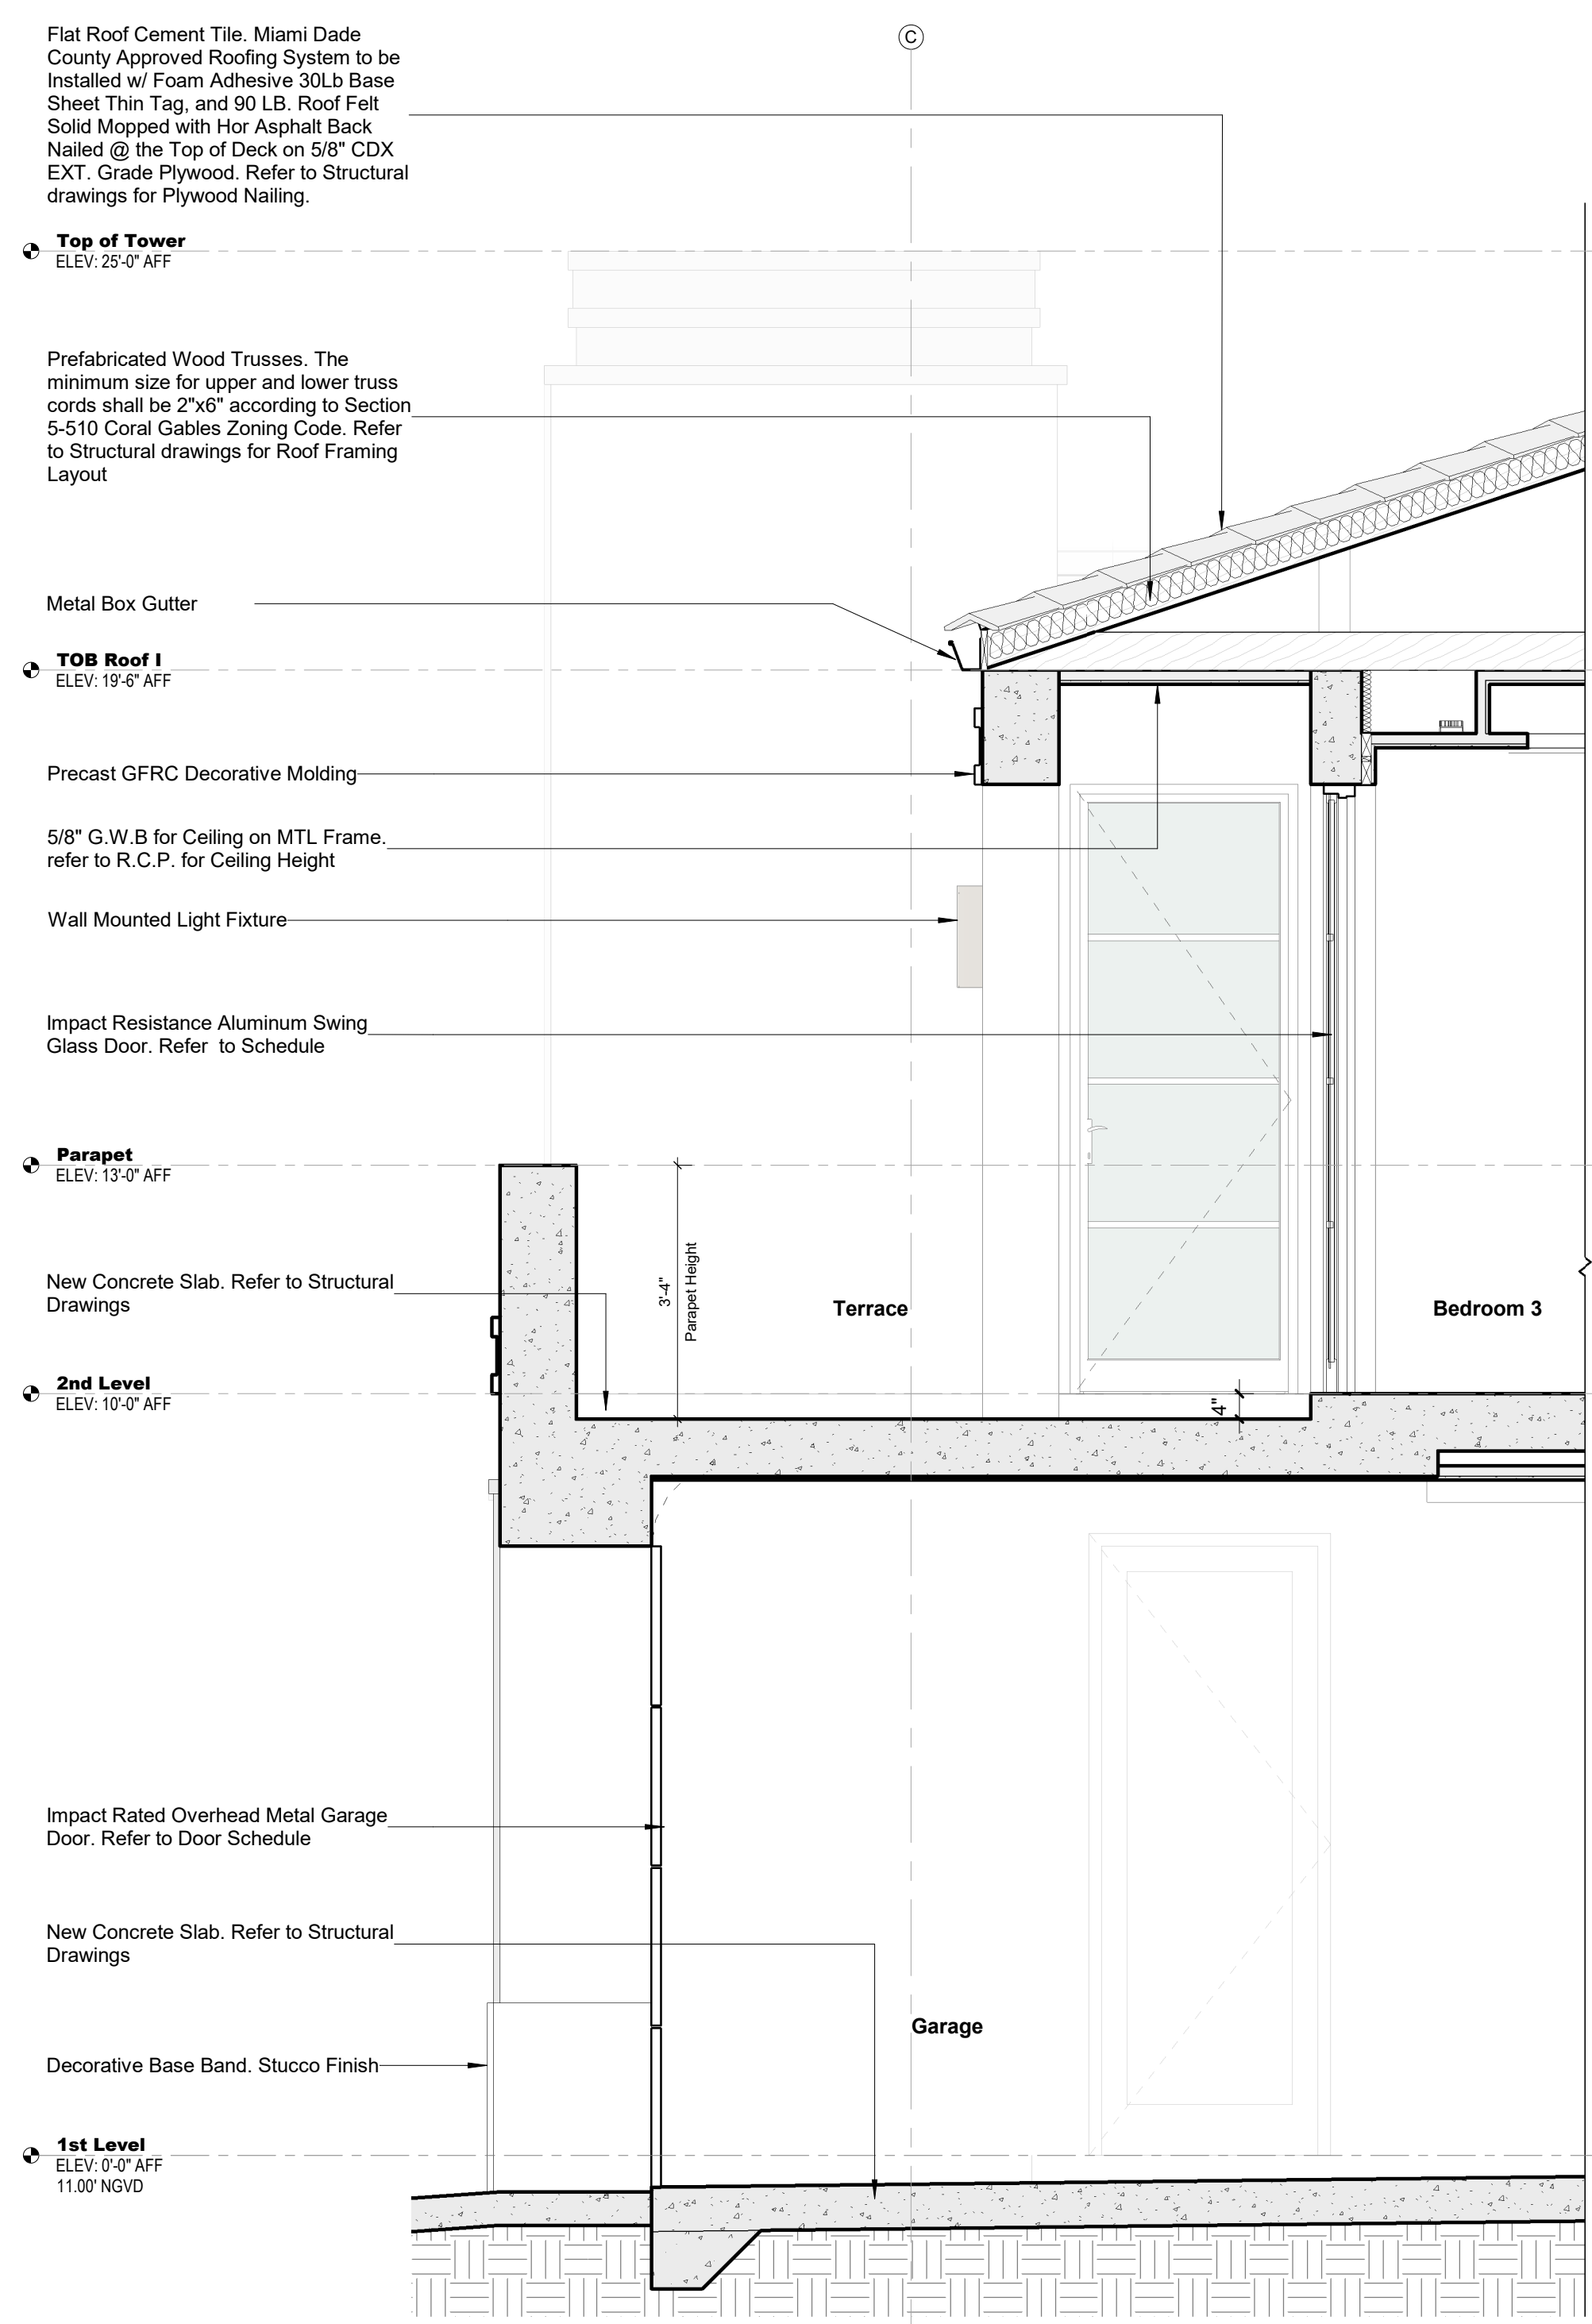 Flat Roof Cement Tile. Miami Dade
County Approved Roofing System to be
Installed w/ Foam Adhesive 30Lb Base
Sheet Thin Tag, and 90 LB. Roof Felt
Solid Mopped with Hor Asphalt Back
Nailed @ the Top of Deck on 5/8" CDX
EXT. Grade Plywood. Refer to Structural
drawings for Plywood Nailing.
C
Top of Tower
ELEV: 25'-0" AFF
Prefabricated Wood Trusses. The
minimum size for upper and lower truss
cords shall be 2"x6" according to Section
5-510 Coral Gables Zoning Code. Refer
to Structural drawings for Roof Framing
Layout
Metal Box Gutter
TOB Roof I
ELEV: 19'-6" AFF
Precast GFRC Decorative Molding
5/8" G.W.B for Ceiling on MTL Frame.
refer to R.C.P. for Ceiling Height
Wall Mounted Light Fixture
Impact Resistance Aluminum Swing
Glass Door. Refer to Schedule
Parapet
ELEV: 13'-0" AFF
3'-4"
Parapet Height
New Concrete Slab. Refer to Structural
Drawings
Terrace
Bedroom 3
2nd Level
ELEV: 10'-0" AFF
4"
Impact Rated Overhead Metal Garage
Door. Refer to Door Schedule
New Concrete Slab. Refer to Structural
Drawings
Garage
Decorative Base Band. Stucco Finish
1st Level
ELEV: 0'-0" AFF
11.00' NGVD